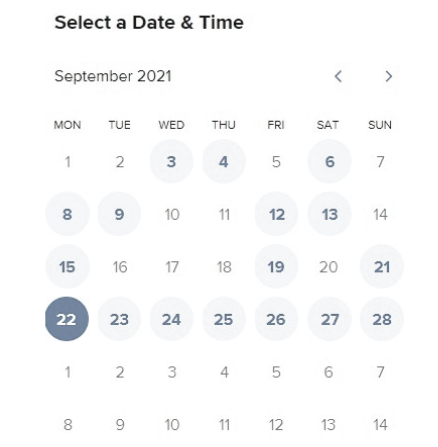 Select a Date & Time
September 2021
MON TUE WED THU FRI SAT SUN
1 2 3 4 5 6 7
8 9 10 11 12 13 14
15 16 17 18 19 20 21
22 23 24 25 26 27 28
1 2 3 4 5 6 7
8 9 10 11 12 13 14